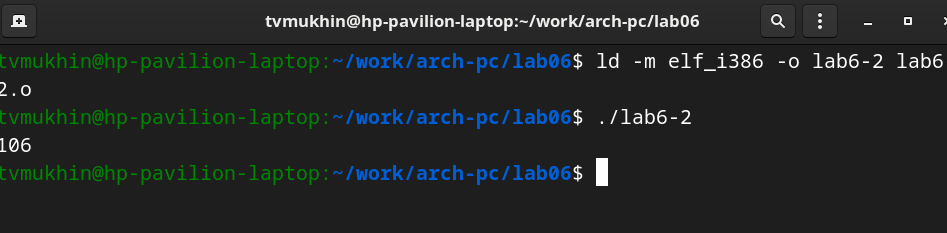 tvmukhin@hp-pavilion-laptop:~/work/arch-pc/lab06
tvmukhin@hp-pavilion-laptop:~/work/arch-pc/lab06$ ld -m elf_i386 -o lab6-2 lab6
2.o
tvmukhin@hp-pavilion-laptop:~/work/arch-pc/lab06$ ./lab6-2
106
tvmukhin@hp-pavilion-laptop:~/work/arch-pc/lab06$